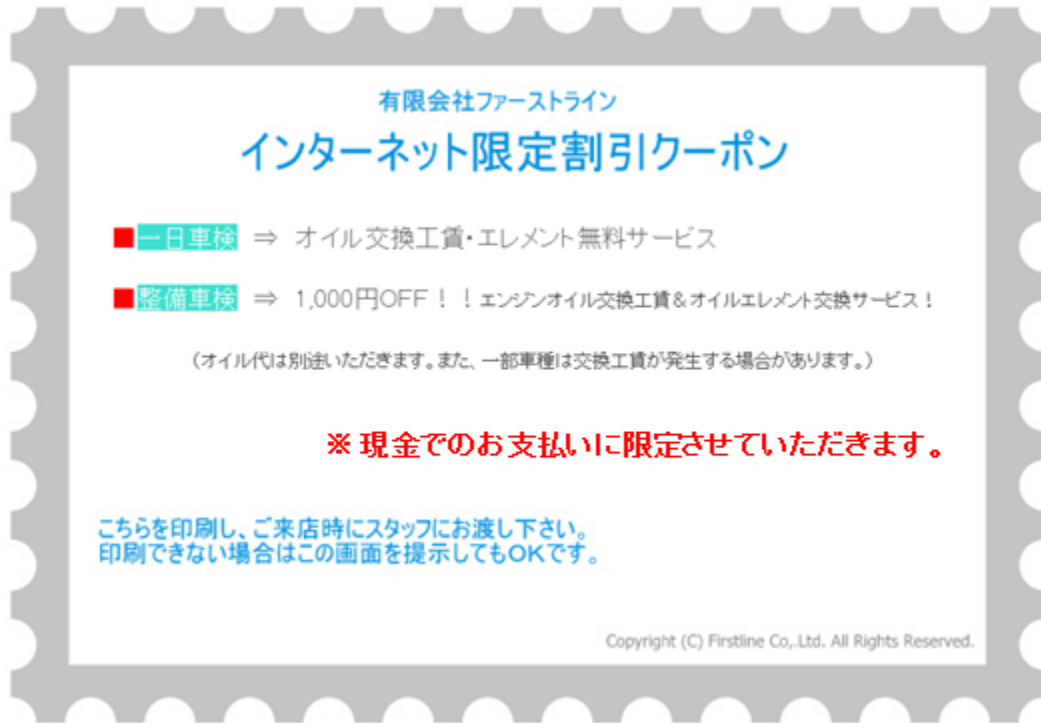 有限会社ファーストライン
インターネット限定割引クーポン
■一日車検 ⇒ オイル交換工賃・エレメント無料サービス
■整備車検 ⇒ 1,000円OFF！！エンジンオイル交換工賃＆オイルエレメント交換サービス！
（オイル代は別途いただきます。また、一部車種は交換工賃が発生する場合があります。）
※現金でのお支払いに限定させていただきます。
こちらを印刷し、ご来店時にスタッフにお渡し下さい。
印刷できない場合はこの画面を提示してもOKです。
Copyright (C) Firstline Co,.Ltd. All Rights Reserved.